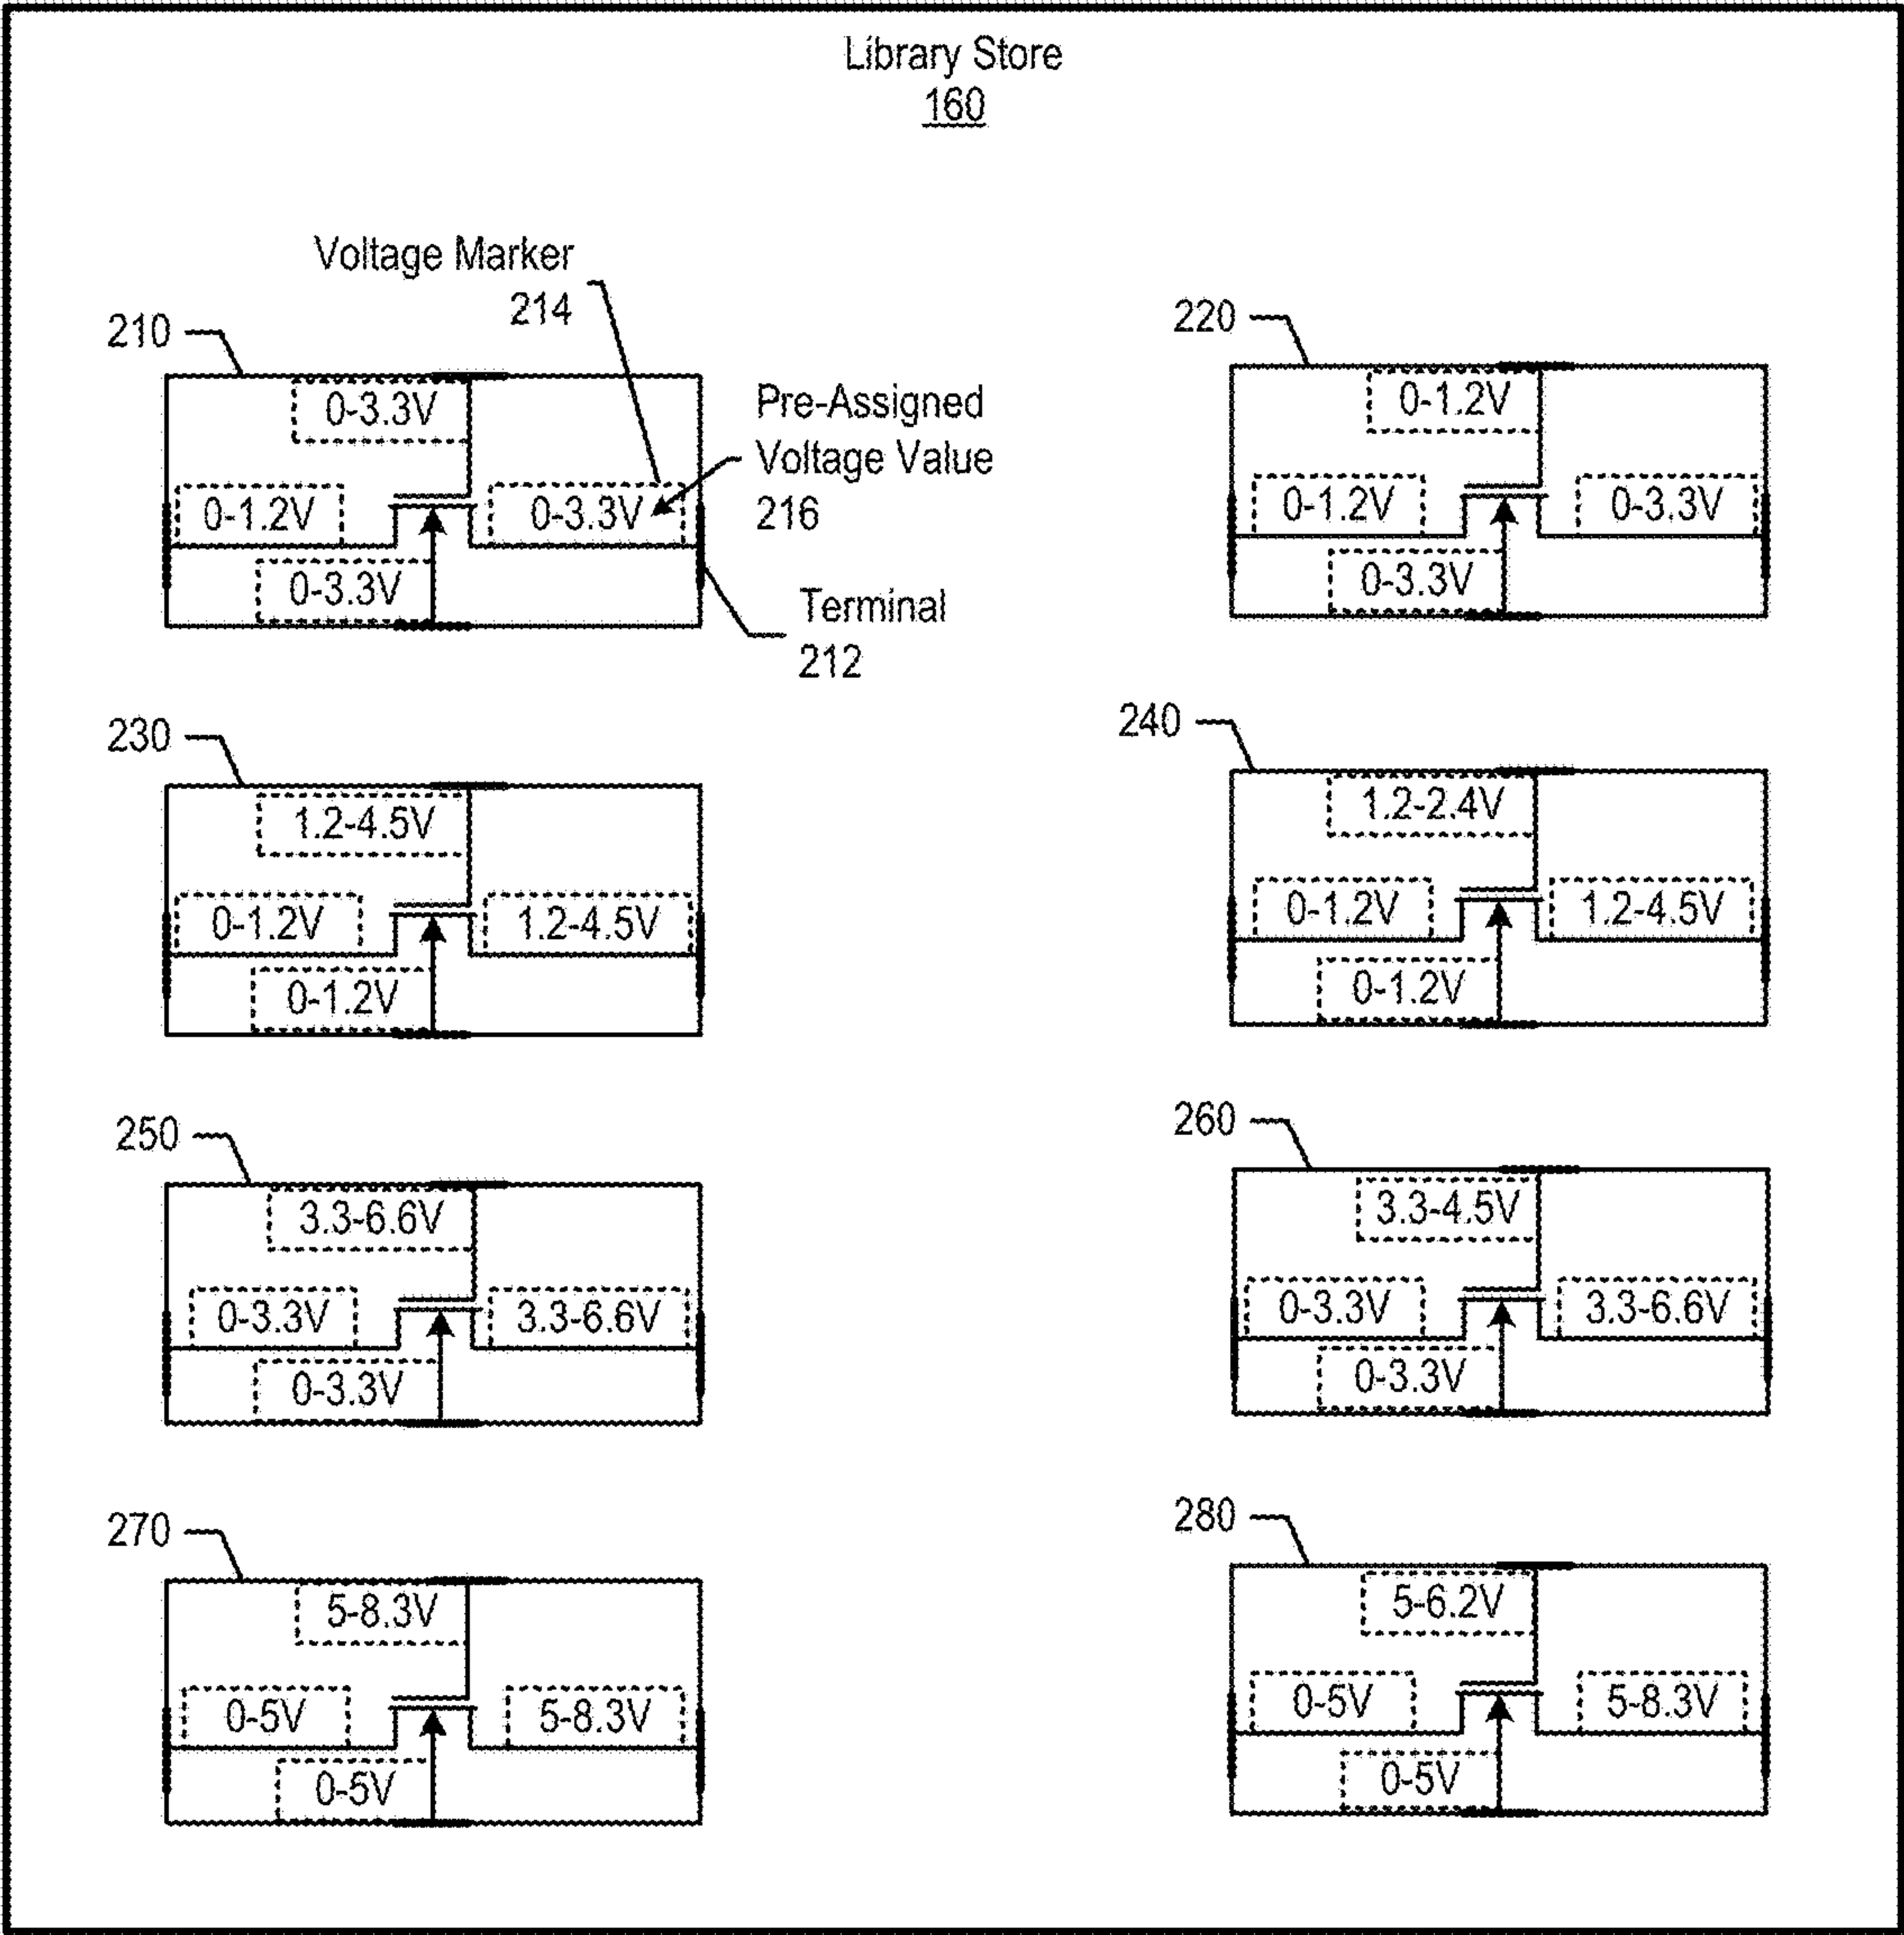 Library Store
160
Voltage Marker
214
210
220
0-3.3V
Pre-Assigned
Voltage Value
216
0-1.2V
0-3.3V
0-3.3V
Terminal
212
0-1.2V
0-1.2V
0-3.3V
0-3.3V
230
1.2-4.5V
0-1.2V
1.2-4.5V
0-1.2V
240
1.2-2.4V
0-1.2V
1.2-4.5V
0-1.2V
250
3.3-6.6V
0-3.3V
3.3-6.6V
0-3.3V
260
3.3-4.5V
0-3.3V
3.3-6.6V
0-3.3V
270
5-8.3V
0-5V
5-8.3V
0-5V
280
5-6.2V
0-5V
5-8.3V
0-5V